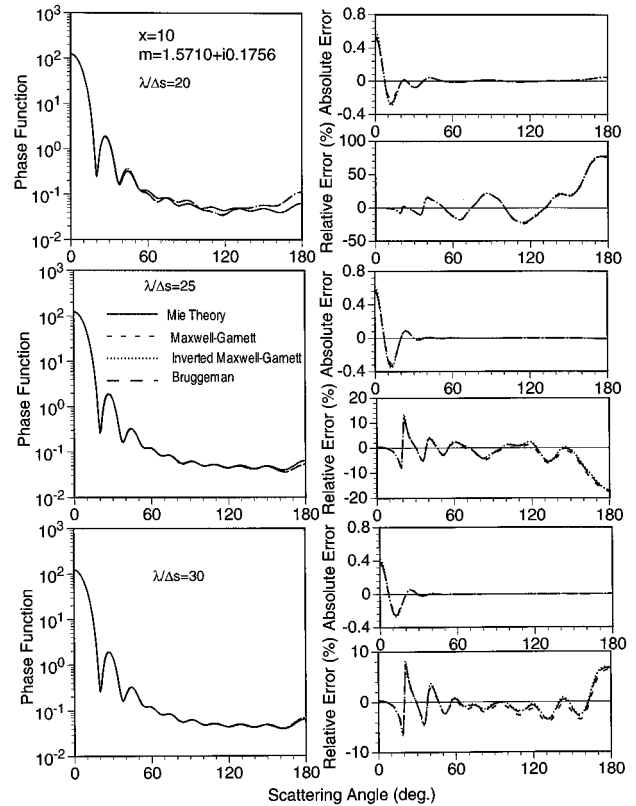 10³
10²
10¹
10⁰
10⁻¹
10⁻²
Phase Function
x=10
m=1.5710+i0.1756
λ/Δs=20
0 60 120 180
0.8
0.4
0
-0.4
Absolute Error
0 60 120 180
100
50
0
-50
Relative Error (%)
0 60 120 180
10³
10²
10¹
10⁰
10⁻¹
10⁻²
Phase Function
λ/Δs=25
Mie Theory
Maxwell-Garnett
Inverted Maxwell-Garnett
Bruggeman
0 60 120 180
0.8
0.4
0
-0.4
Absolute Error
0 60 120 180
20
10
0
10
20
Relative Error (%)
0 60 120 180
10³
10²
10¹
10⁰
10⁻¹
10⁻²
Phase Function
λ/Δs=30
0 60 120 180
0.8
0.4
0
-0.4
Absolute Error
0 60 120 180
10
0
-10
Relative Error (%)
0 60 120 180
Scattering Angle (deg.)